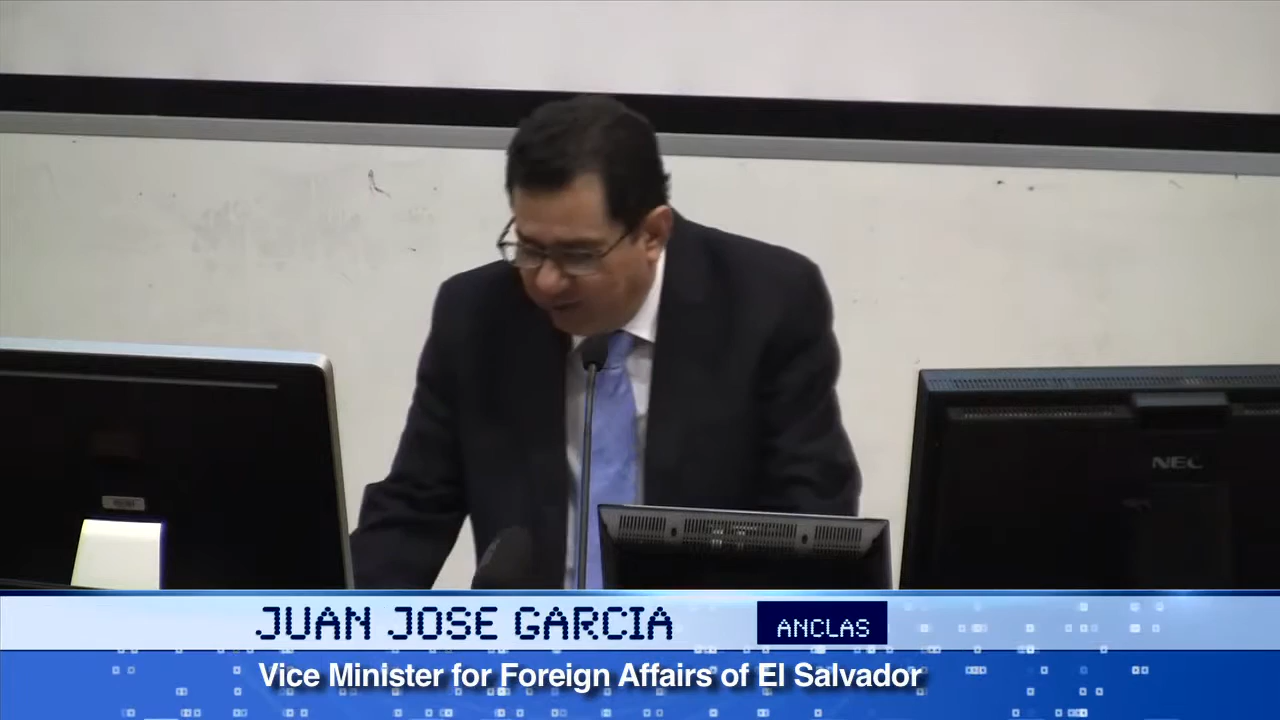 NEC
JUAN JOSE GARCIA
ANCLAS
Vice Minister for Foreign Affairs of El Salvador